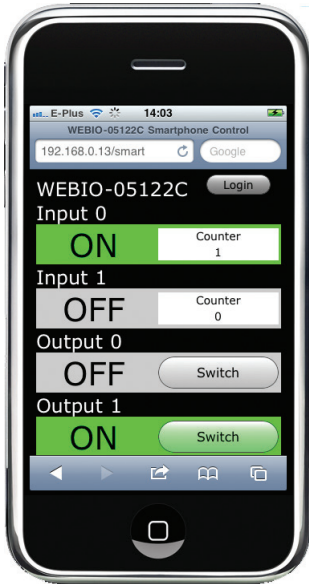 E-Plus 14:03
WEBIO-05122C Smartphone Control
192.168.0.13/smart Google
WEBIO-05122C Login
Input 0
ON Counter
1
Input 1
OFF Counter
0
Output 0
OFF Switch
Output 1
ON Switch